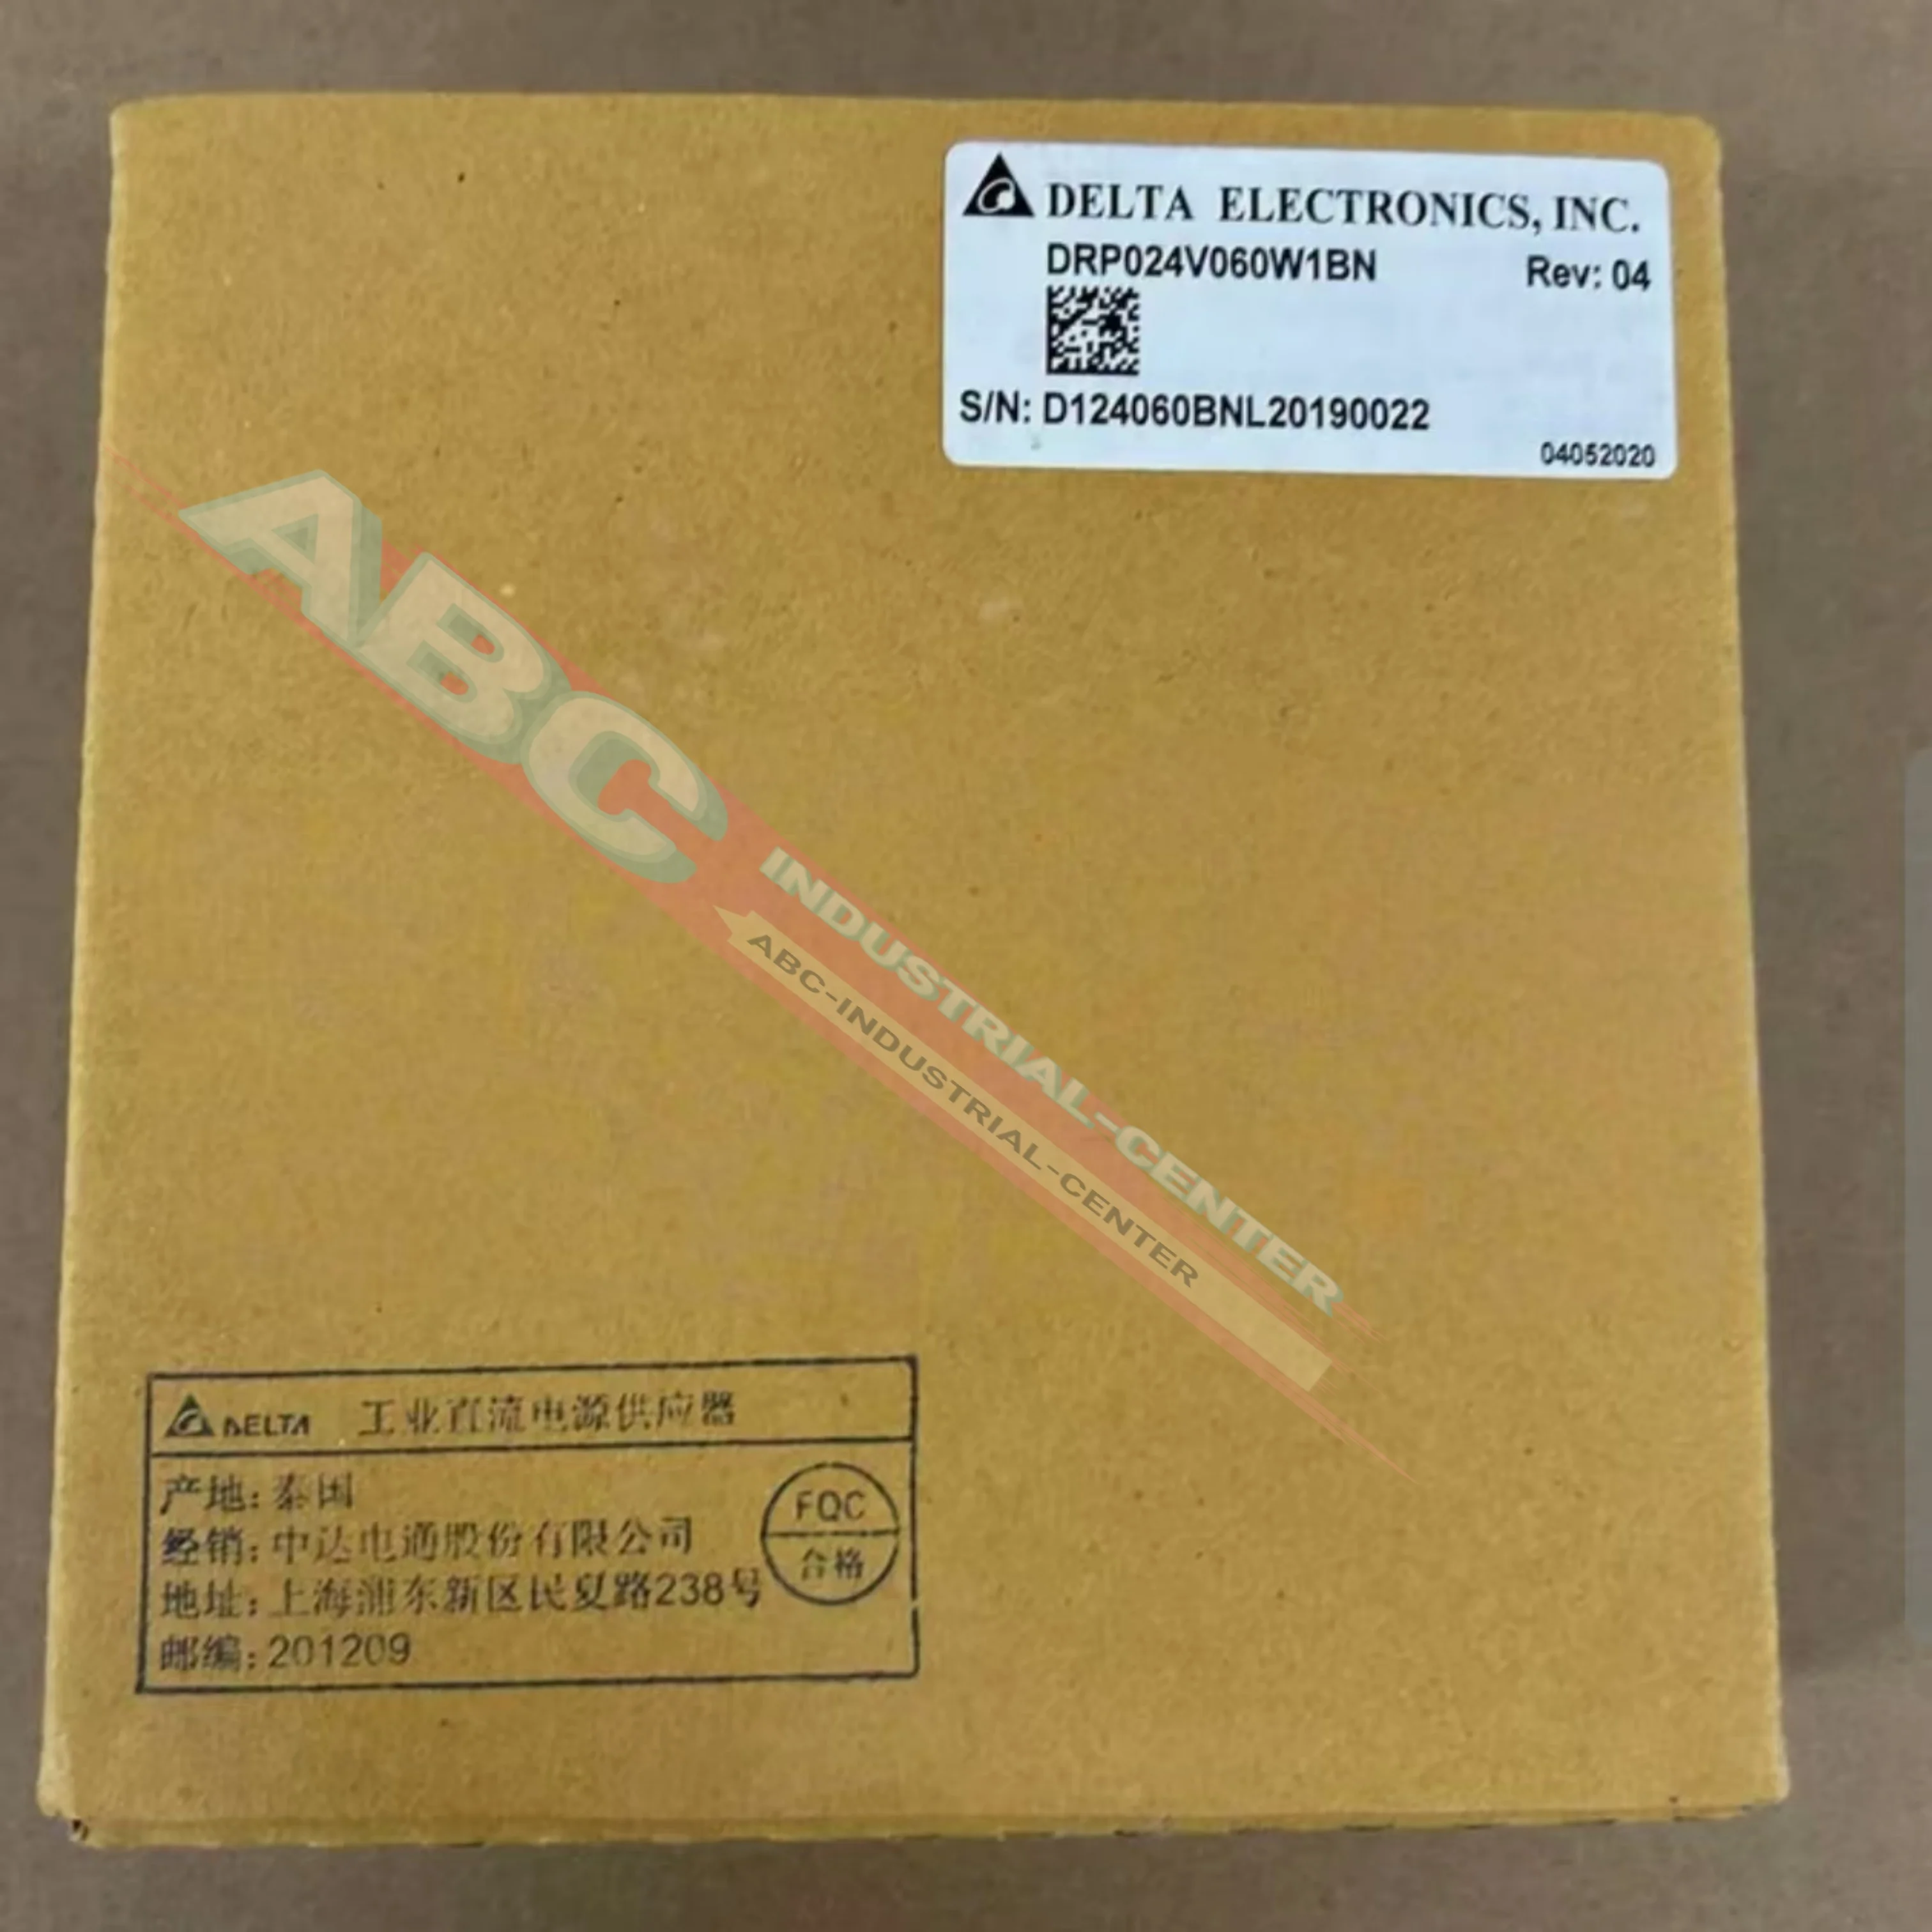 DELTA ELECTRONICS, INC.
DRP024V060W1BN Rev: 04
S/N: D124060BNL20190022
04052020
ABC
INDUSTRIAL-CENTER
ABC-INDUSTRIAL-CENTER
DELTA 工业直流电源供应器
产地: 泰国
经销: 中达电通股份有限公司
地址: 上海浦东新区民夏路238号
邮编: 201209
FQC
合格